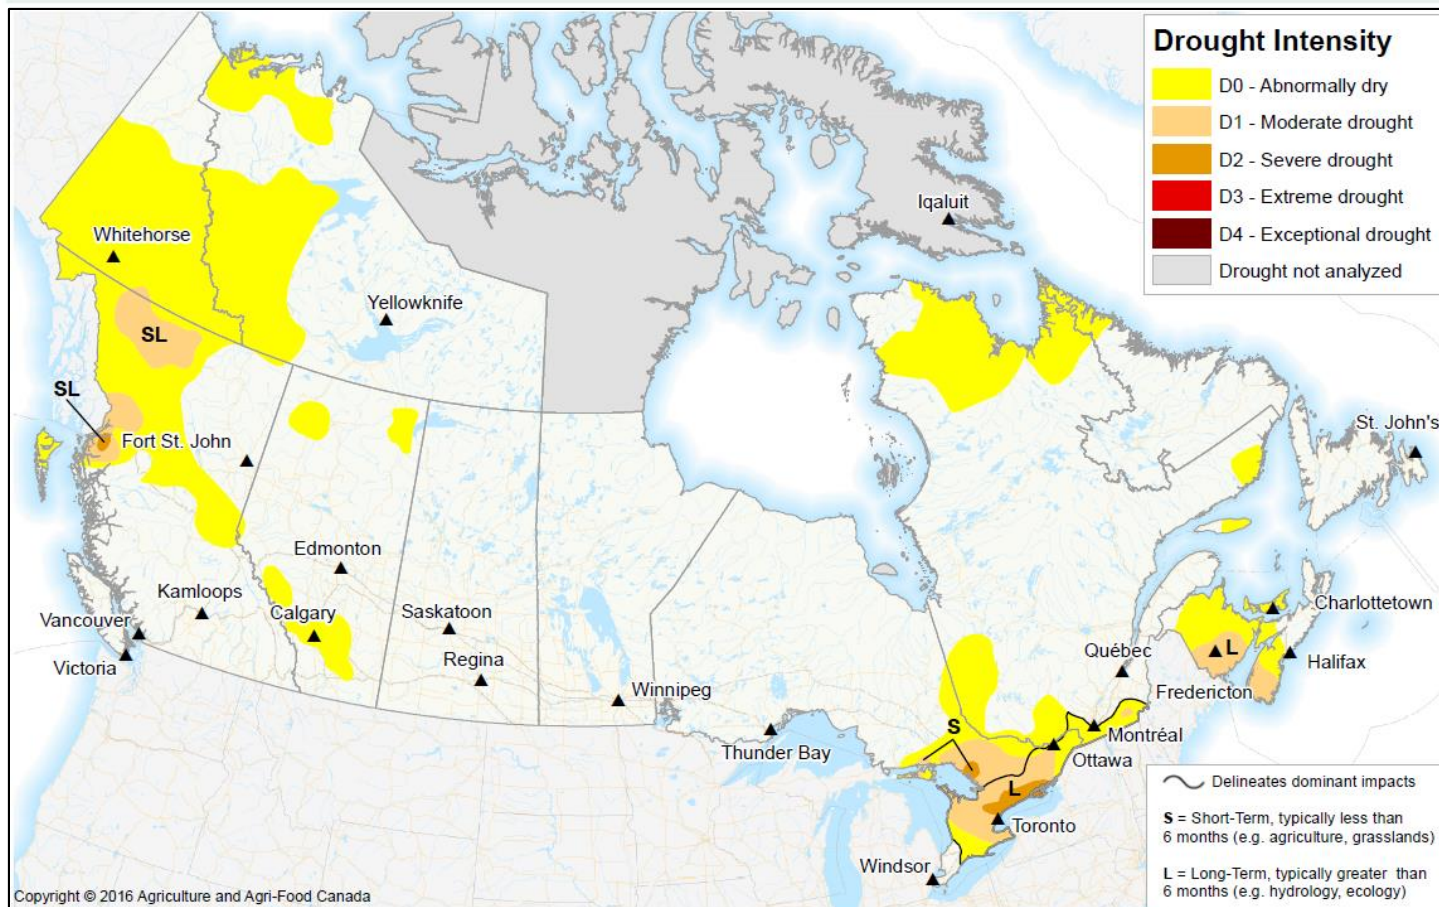 Drought Intensity
D0 - Abnormally dry
D1 - Moderate drought
D2 - Severe drought
D3 - Extreme drought
D4 - Exceptional drought
Drought not analyzed
Iqaluit
Whitehorse
Yellowknife
SL
SL
Fort St. John
St. John's
Edmonton
Kamloops
Calgary
Saskatoon
Vancouver
Victoria
Regina
Winnipeg
Thunder Bay
Charlottetown
Québec
L
Halifax
Fredericton
S
Montréal
Ottawa
L
Toronto
Windsor
Delineates dominant impacts
S = Short-Term, typically less than
6 months (e.g. agriculture, grasslands)
L = Long-Term, typically greater than
6 months (e.g. hydrology, ecology)
Copyright © 2016 Agriculture and Agri-Food Canada